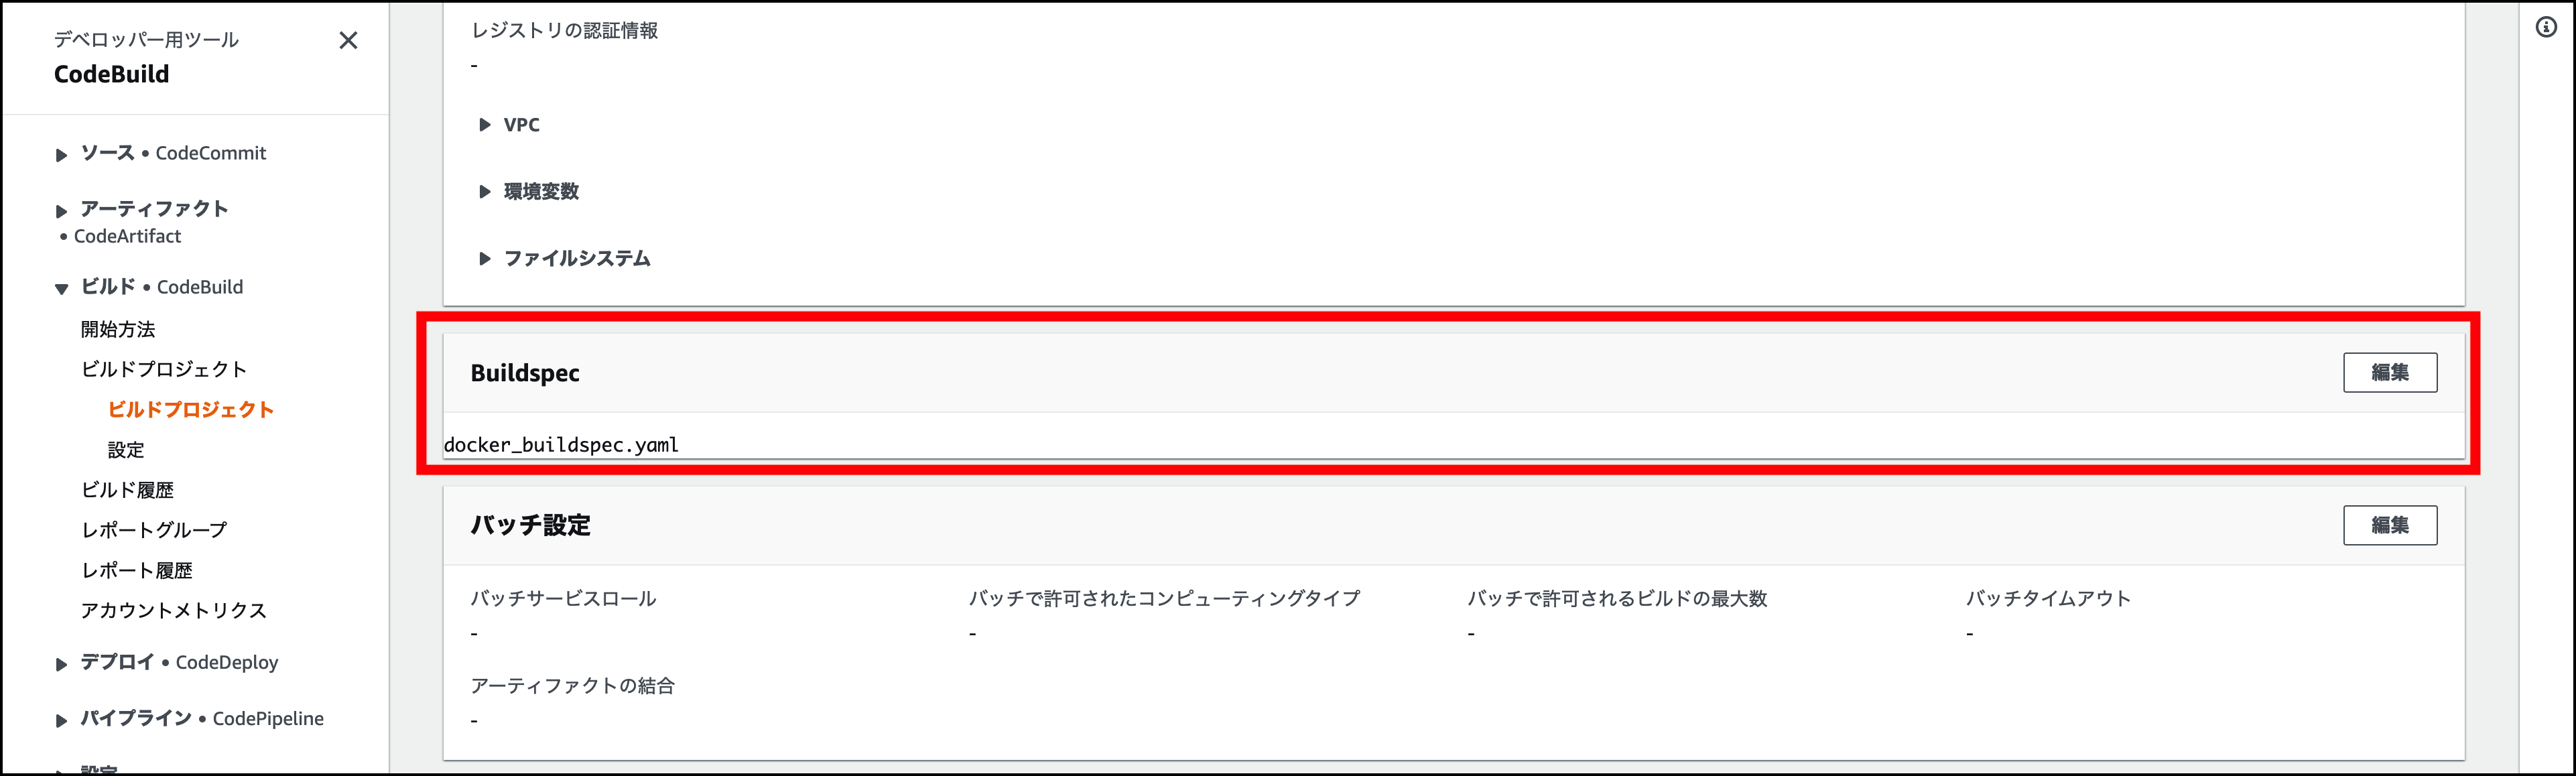 デベロッパー用ツール
CodeBuild
ソース • CodeCommit
アーティファクト
• CodeArtifact
ビルド • CodeBuild
開始方法
ビルドプロジェクト
ビルドプロジェクト
設定
ビルド履歴
レポートグループ
レポート履歴
アカウントメトリクス
デプロイ • CodeDeploy
パイプライン • CodePipeline
設定
レジストリの認証情報
-
VPC
環境変数
ファイルシステム
Buildspec
編集
docker_buildspec.yaml
バッチ設定
編集
バッチサービスロール
-
バッチで許可されたコンピューティングタイプ
-
バッチで許可されるビルドの最大数
-
バッチタイムアウト
-
アーティファクトの結合
-